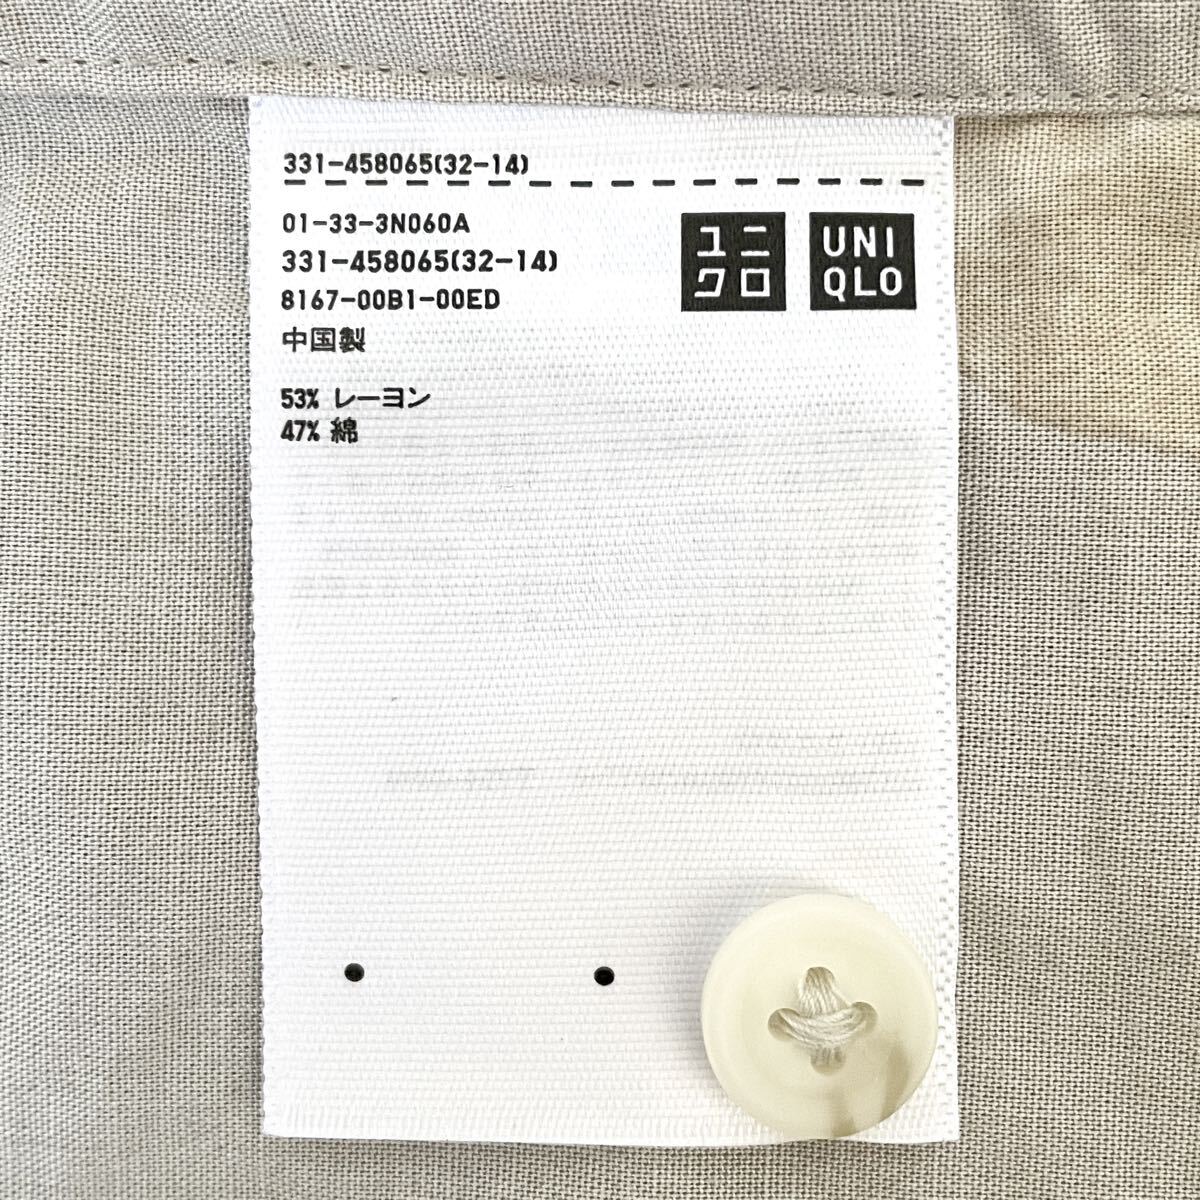 331-458065(32-14)
01-33-3N060A
331-458065(32-14)
8167-00B1-00ED
中国製
53% レーヨン
47% 綿
ユニ
クロ
UNI
QLO